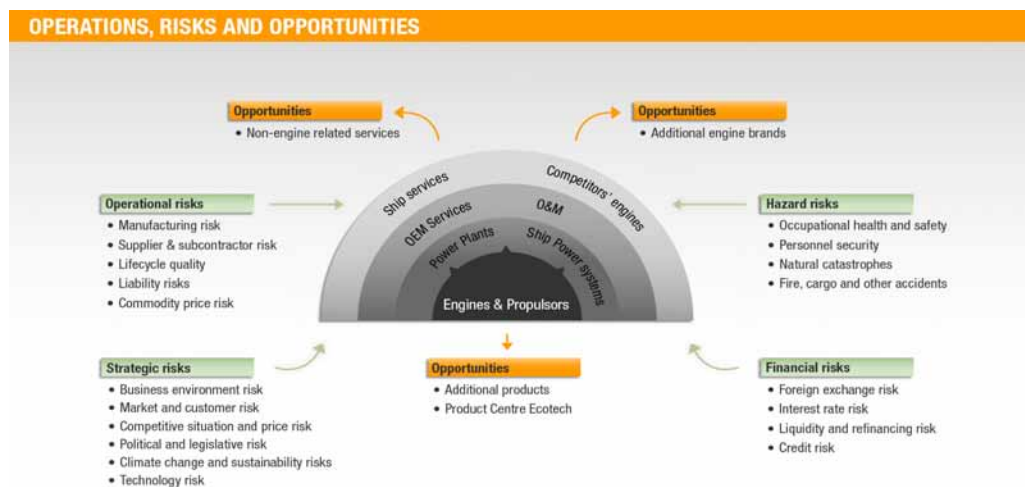 OPERATIONS, RISKS AND OPPORTUNITIES
Opportunities
• Non-engine related services
Opportunities
• Additional engine brands
Ship services
Competitors' engines
OEM Services
O&M
Power Plants
Ship Power systems
Engines & Propulsors
Operational risks
• Manufacturing risk
• Supplier & subcontractor risk
• Lifecycle quality
• Liability risks
• Commodity price risk
Hazard risks
• Occupational health and safety
• Personnel security
• Natural catastrophes
• Fire, cargo and other accidents
Strategic risks
• Business environment risk
• Market and customer risk
• Competitive situation and price risk
• Political and legislative risk
• Climate change and sustainability risks
• Technology risk
Opportunities
• Additional products
• Product Centre Ecotech
Financial risks
• Foreign exchange risk
• Interest rate risk
• Liquidity and refinancing risk
• Credit risk